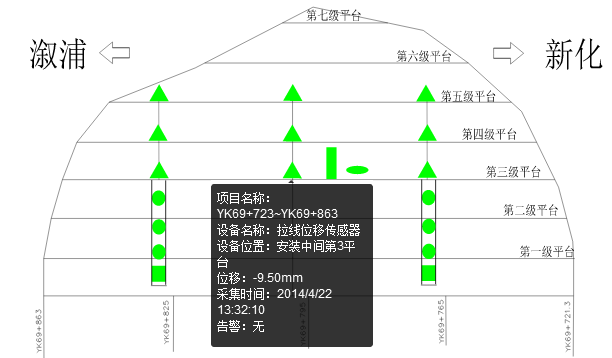 第七级平台
溆浦
新化
第六级平台
第五级平台
第四级平台
第三级平台
第二级平台
第一级平台
项目名称:
YK69+723~YK69+863
设备名称: 拉线位移传感器
设备位置: 安装中间第3平
台
位移: -9.50mm
采集时间: 2014/4/22
13:32:10
告警: 无
YK69+863
YK69+825
YK69+765
YK69+721.3